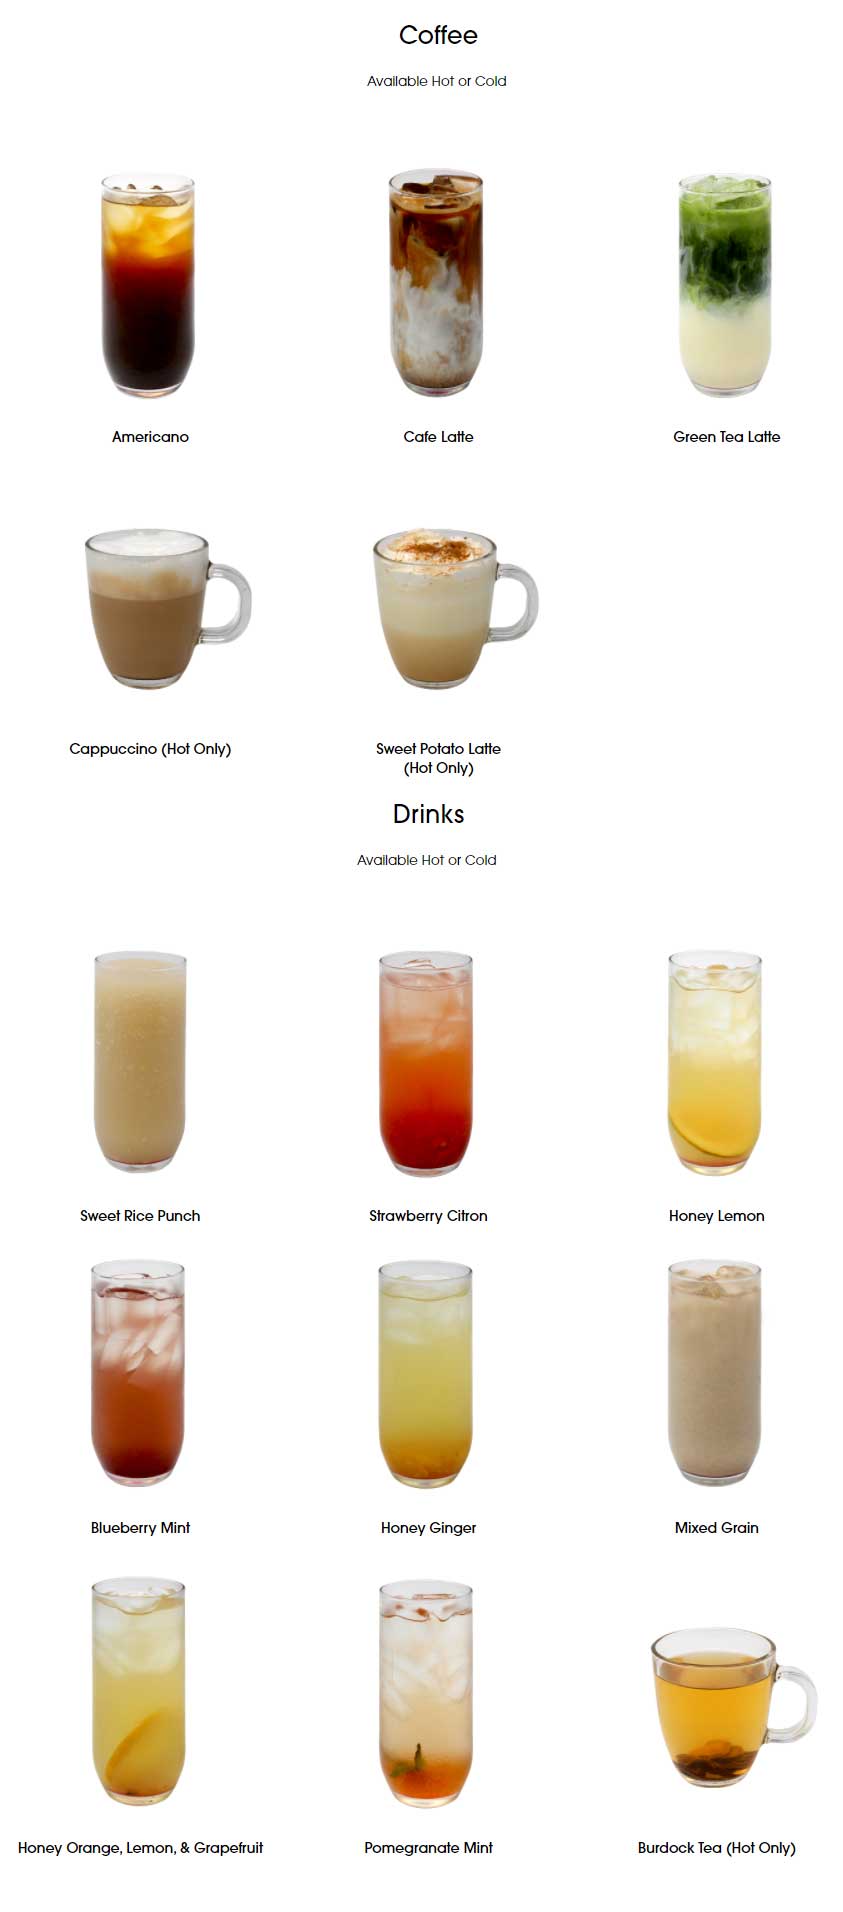 Coffee
Available Hot or Cold
Americano
Cafe Latte
Green Tea Latte
Cappuccino (Hot Only)
Sweet Potato Latte
(Hot Only)
Drinks
Available Hot or Cold
Sweet Rice Punch
Strawberry Citron
Honey Lemon
Blueberry Mint
Honey Ginger
Mixed Grain
Honey Orange, Lemon, & Grapefruit
Pomegranate Mint
Burdock Tea (Hot Only)